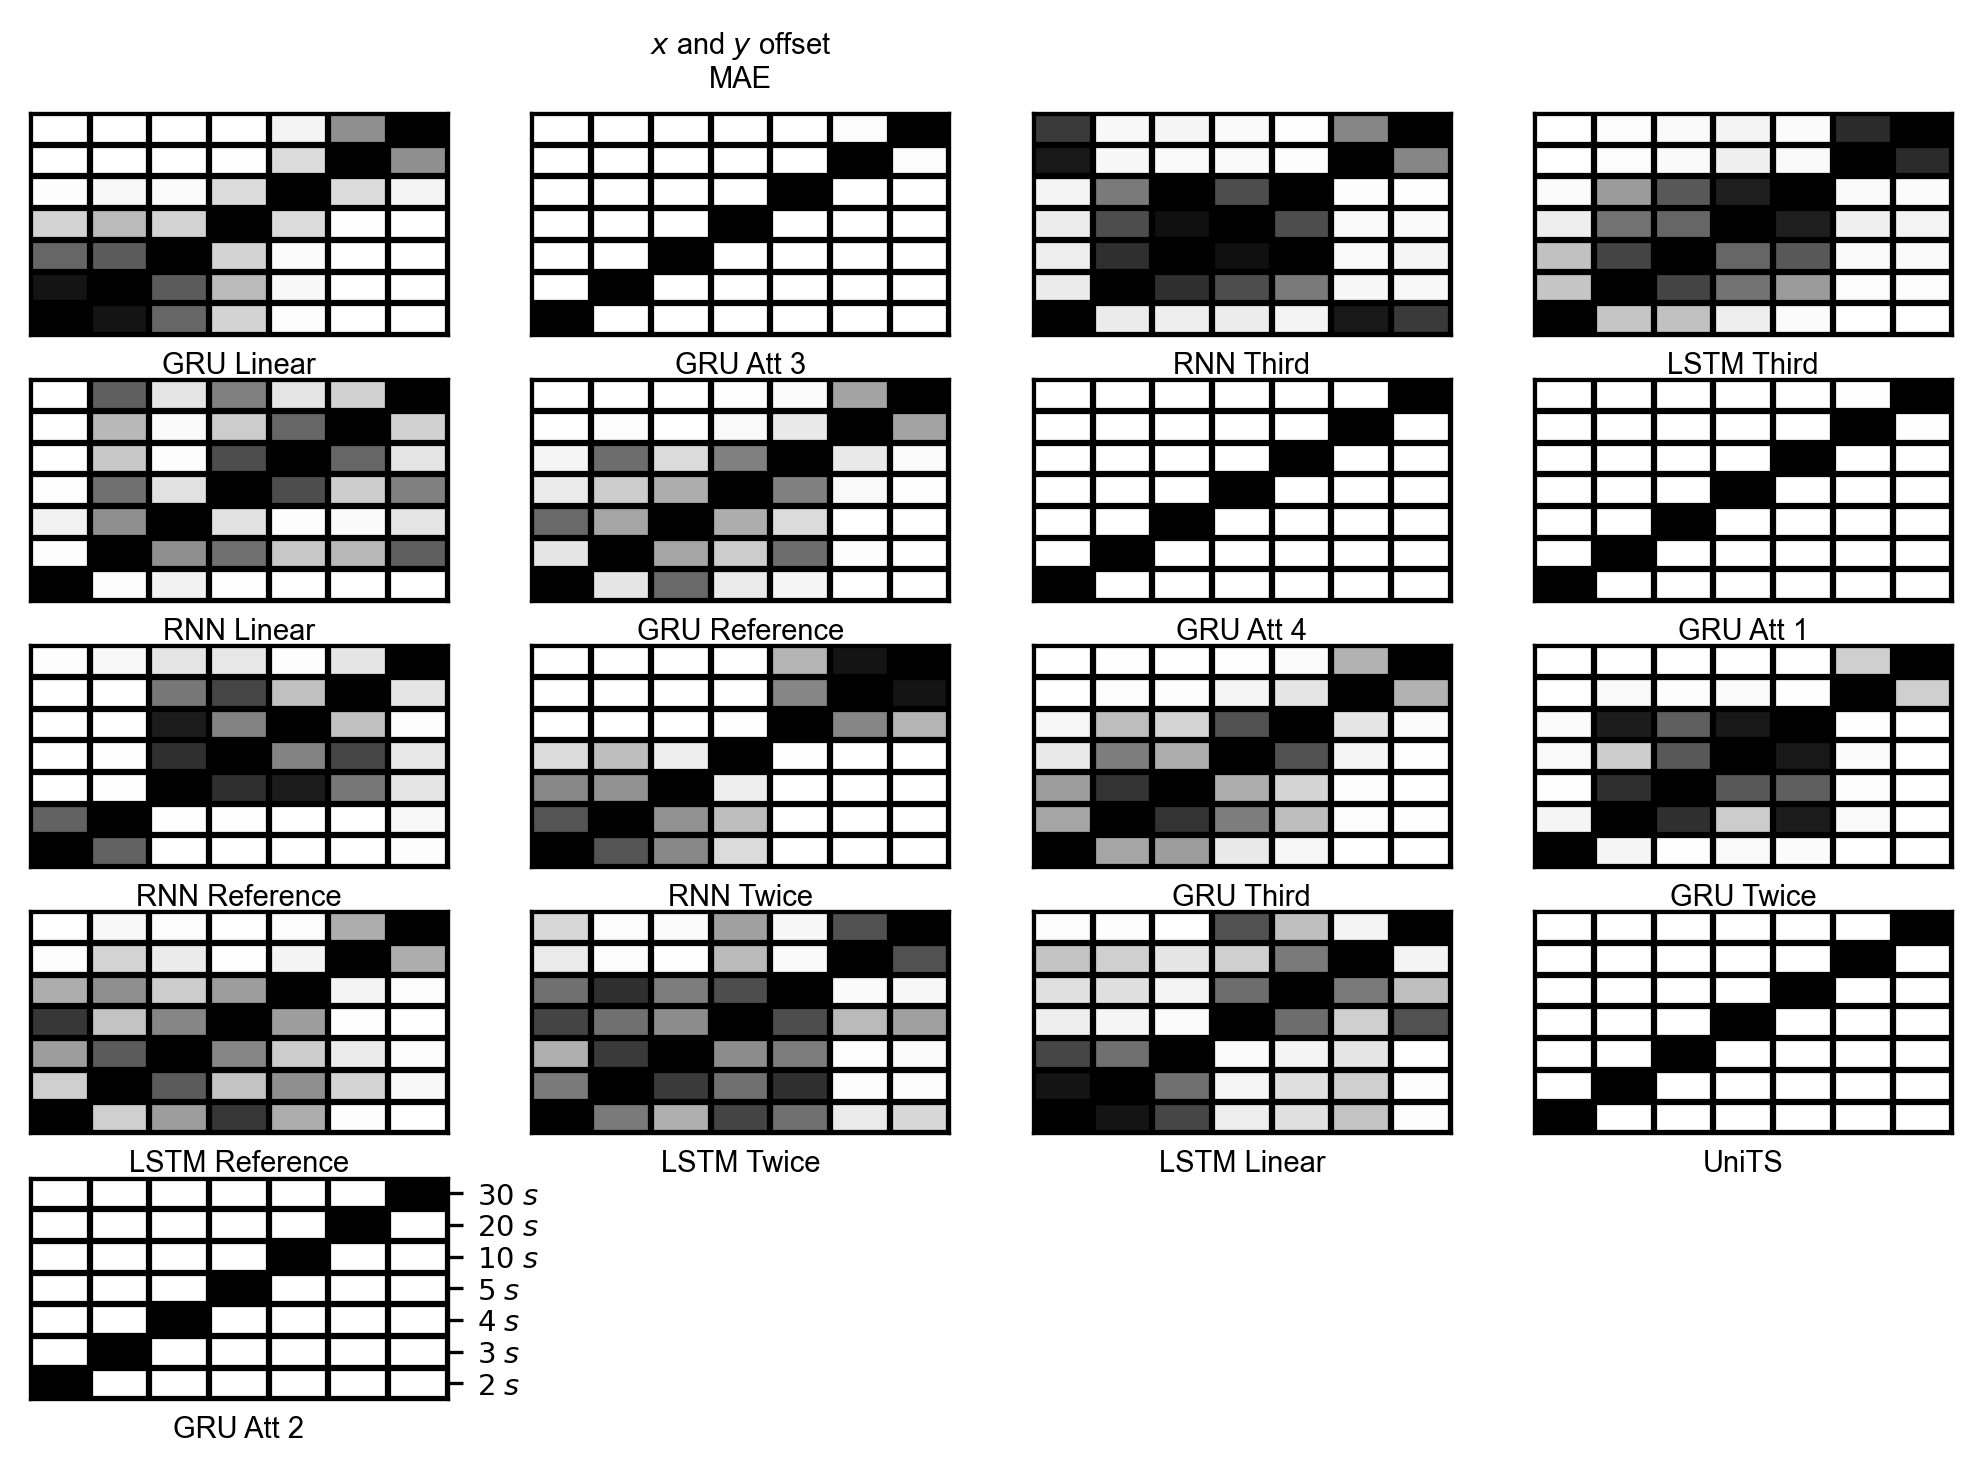 x and y offset
MAE
GRU Linear
GRU Att 3
RNN Third
LSTM Third
RNN Linear
GRU Reference
GRU Att 4
GRU Att 1
RNN Reference
RNN Twice
GRU Third
GRU Twice
LSTM Reference
LSTM Twice
LSTM Linear
UniTS
30 s
20 s
10 s
5 s
4 s
3 s
2 s
GRU Att 2